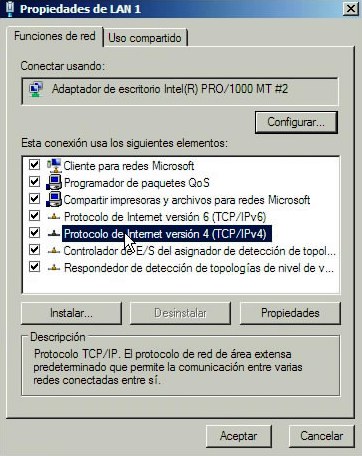 Propiedades de LAN 1
Funciones de red
Uso compartido
Conectar usando:
Adaptador de escritorio Intel(R) PRO/1000 MT #2
Configurar...
Esta conexión usa los siguientes elementos:
Cliente para redes Microsoft
Programador de paquetes QoS
Compartir impresoras y archivos para redes Microsoft
Protocolo de Internet versión 6 (TCP/IPv6)
Protocolo de Internet versión 4 (TCP/IPv4)
Controlador de E/S del asignador de detección de topol...
Respondedor de detección de topologías de nivel de v...
Instalar...
Desinstalar
Propiedades
Descripción
Protocolo TCP/IP. El protocolo de red de área extensa
predeterminado que permite la comunicación entre varias
redes conectadas entre sí.
Aceptar
Cancelar